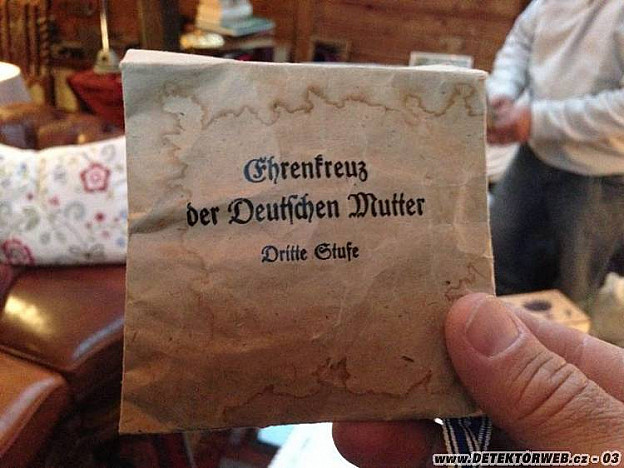 Ehrenkreuz
der Deutschen Mutter
Dritte Stufe
www.DETEKTORWEB.cz - 03